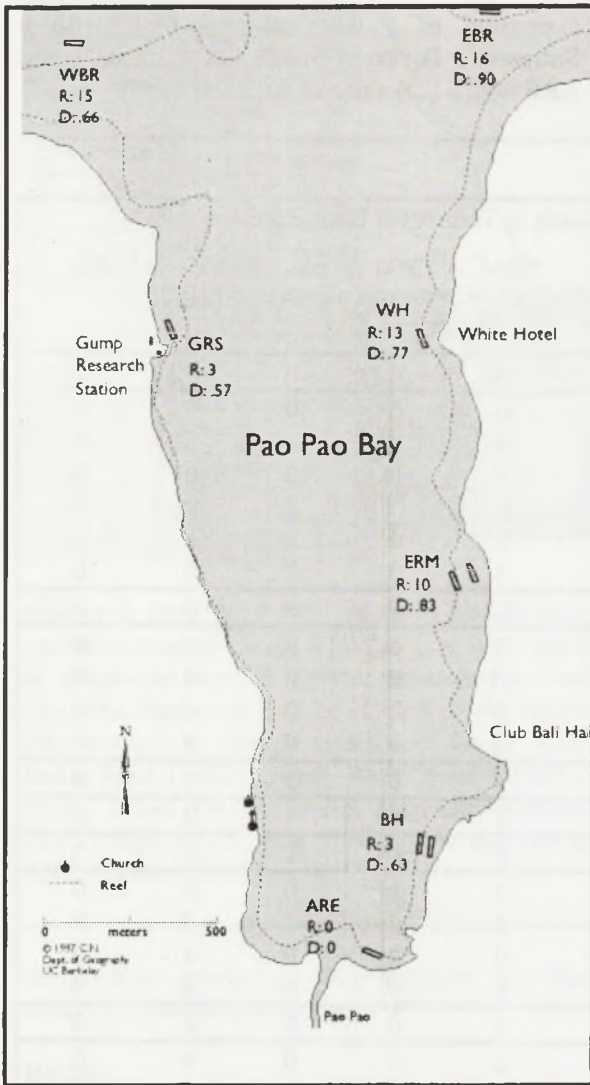 EBR
R: 16
D: .90
WBR
R: 15
D: .66
WH
R: 13
D: .77
White Hotel
Gump
Research
Station
GRS
R: 3
D: .57
Pao Pao Bay
ERM
R: 10
D: .83
Club Bali Hai
N
BH
R: 3
D: .63
Church
Reef
ARE
R: 0
D: 0
0 meters 500
© 1997 C.N.
Dept. of Geography
UC Berkeley
Pao Pao